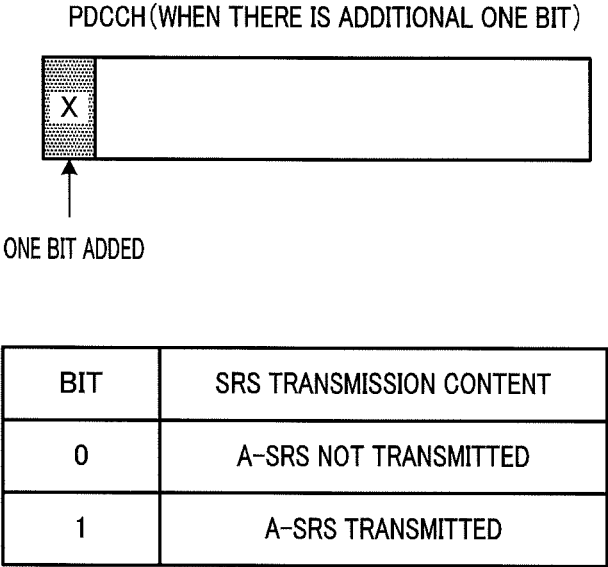 PDCCH(WHEN THERE IS ADDITIONAL ONE BIT)
X
ONE BIT ADDED
BIT SRS TRANSMISSION CONTENT
0 A-SRS NOT TRANSMITTED
1 A-SRS TRANSMITTED